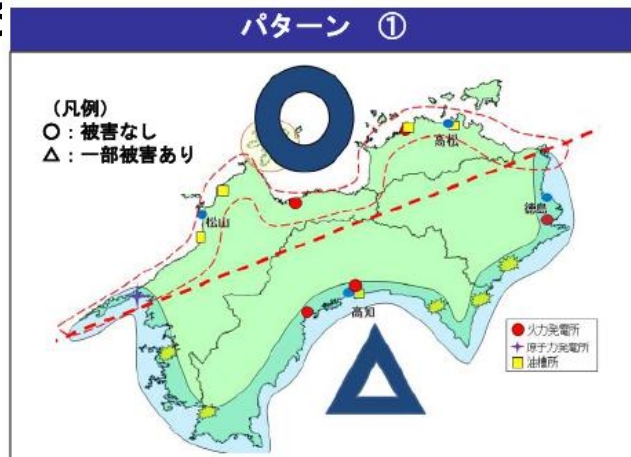 パターン ①
(凡例)
○:被害なし
△:一部被害あり
高松
徳島
松山
高知
火力発電所
原子力発電所
油槽所